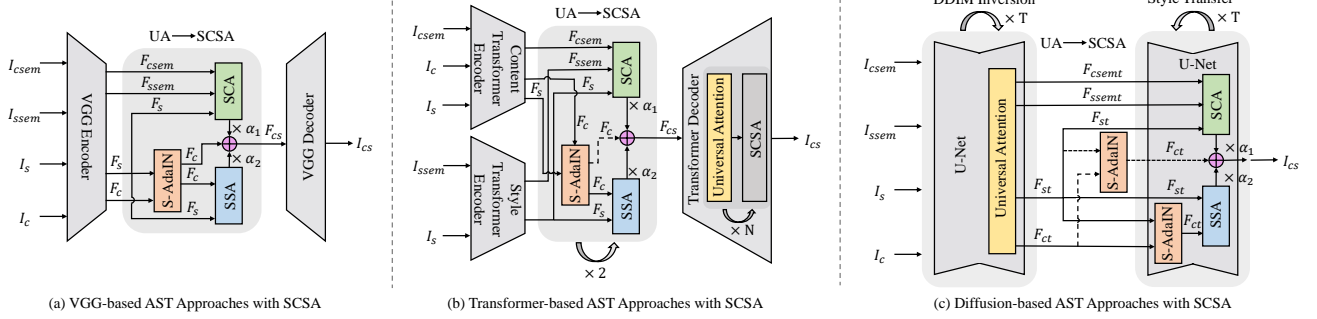 UA → SCSA
I_csem
I_ssem
I_s
I_c
VGG Encoder
F_csem
F_ssem
F_s
F_s
F_c
S-AdaIN
F_c
F_c
F_s
SCA
× α_1
× α_2
SSA
F_cs
VGG Decoder
I_cs
(a) VGG-based AST Approaches with SCSA
UA → SCSA
I_csem
I_c
I_s
Content
Transformer
Encoder
I_ssem
I_s
Style
Transformer
Encoder
F_csem
F_ssem
F_s
F_c
F_c
S-AdaIN
F_c
F_s
SCA
× α_1
× α_2
SSA
× 2
F_cs
Transformer Decoder
Universal Attention
SCSA
× N
I_cs
(b) Transformer-based AST Approaches with SCSA
DDIM Inversion
× T
Style Transfer
× T
UA → SCSA
I_csem
I_ssem
I_s
I_c
U-Net
Universal Attention
F_csemt
F_ssemt
F_st
S-AdaIN
F_ct
F_st
F_st
F_ct
S-AdaIN
F_ct
U-Net
SCA
× α_1
× α_2
SSA
I_cs
(c) Diffusion-based AST Approaches with SCSA